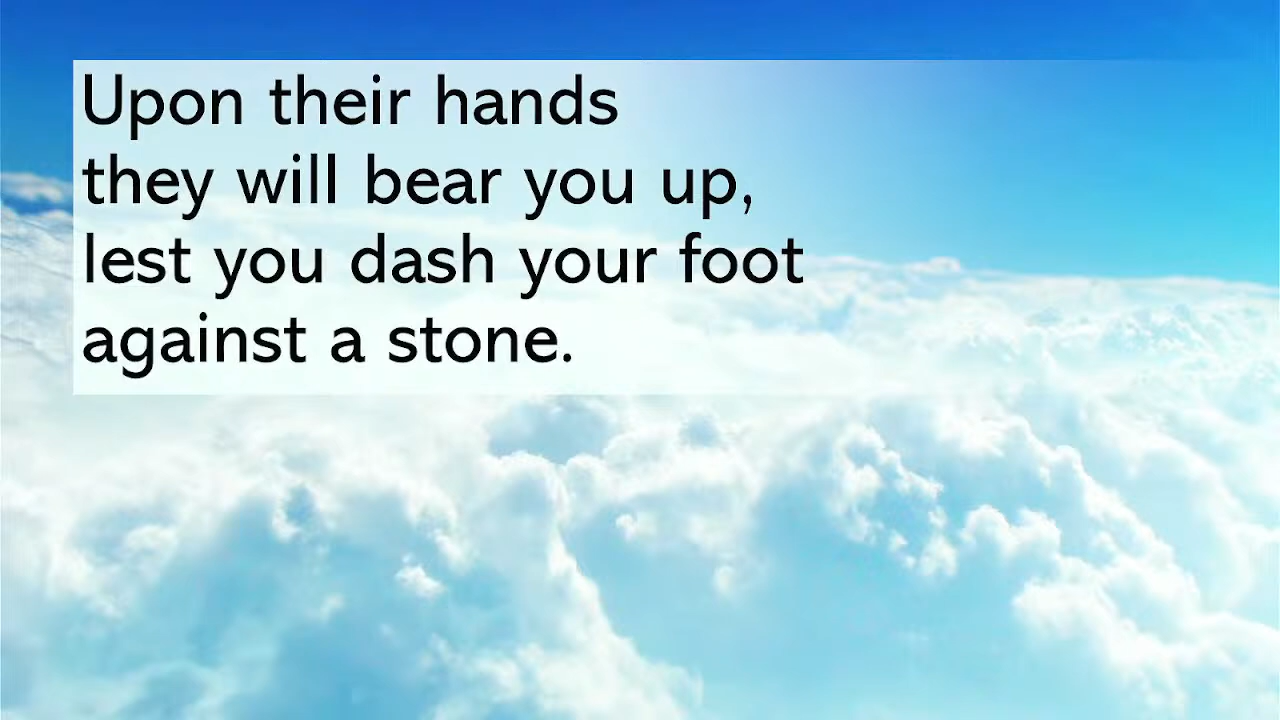 Upon their hands
they will bear you up,
lest you dash your foot
against a stone.